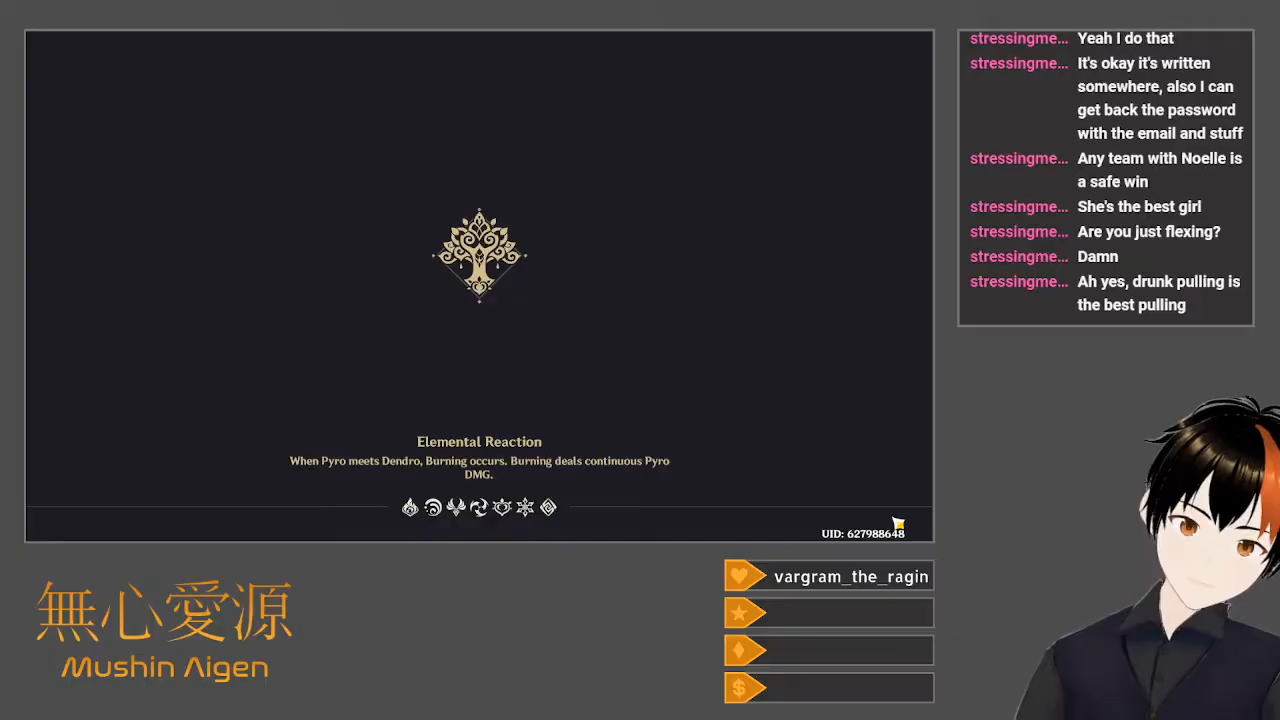 stressingme... Yeah I do that
stressingme... It's okay it's written
somewhere, also I can
get back the password
with the email and stuff
stressingme... Any team with Noelle is
a safe win
stressingme... She's the best girl
stressingme... Are you just flexing?
stressingme... Damn
stressingme... Ah yes, drunk pulling is
the best pulling
Elemental Reaction
When Pyro meets Dendro, Burning occurs. Burning deals continuous Pyro
DMG.
UID: 627988648
vargram_the_ragin
無心愛源
Mushin Aigen